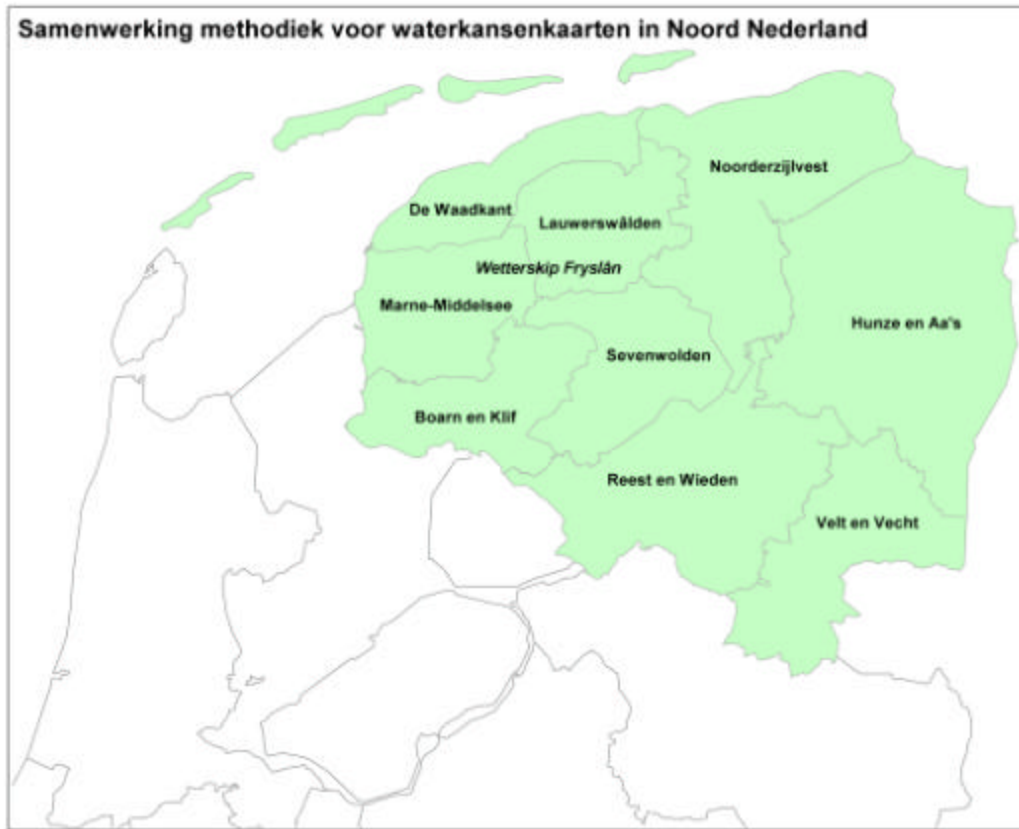 Samenwerking methodiek voor waterkansenkaarten in Noord Nederland
Noorderzijlvest
De Waadkant
Lauwerswâlden
Wetterskip Fryslân
Marne-Middelsee
Hunze en Aa's
Sevenwolden
Boarn en Klif
Reest en Wieden
Velt en Vecht